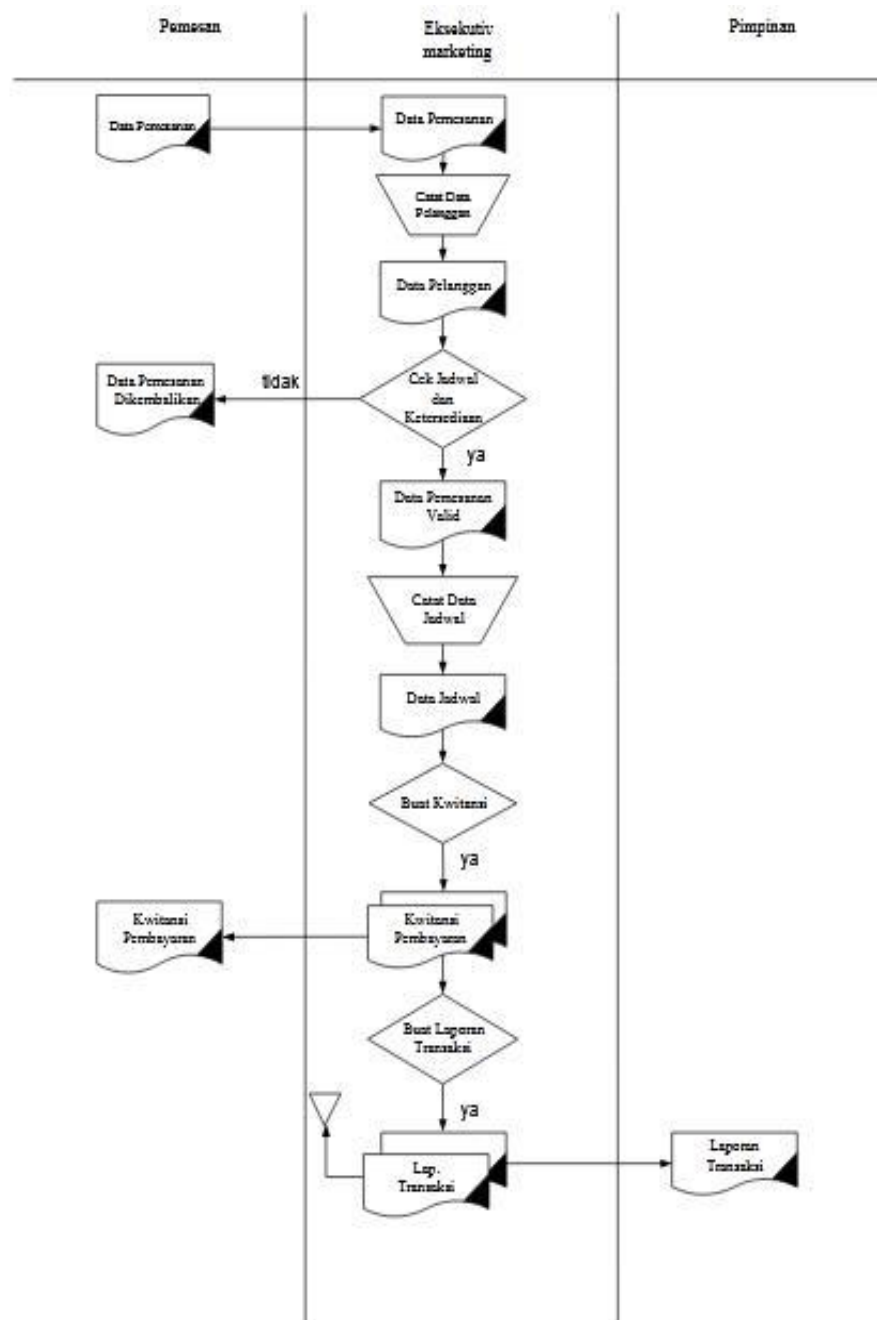 Pemesan
Eksekutiv
marketing
Pimpinan
Data Pemesanan
Data Pemesanan
Catat Data
Pelanggan
Data Pelanggan
Cek Jadwal
dan
Ketersediaan
tidak
Data Pemesanan
Dikembalikan
ya
Data Pemesanan
Valid
Catat Data
Jadwal
Data Jadwal
Buat Kwitansi
ya
Kwitansi
Pembayaran
Kwitansi
Pembayaran
Buat Laporan
Transaksi
ya
Lap.
Transaksi
Laporan
Transaksi